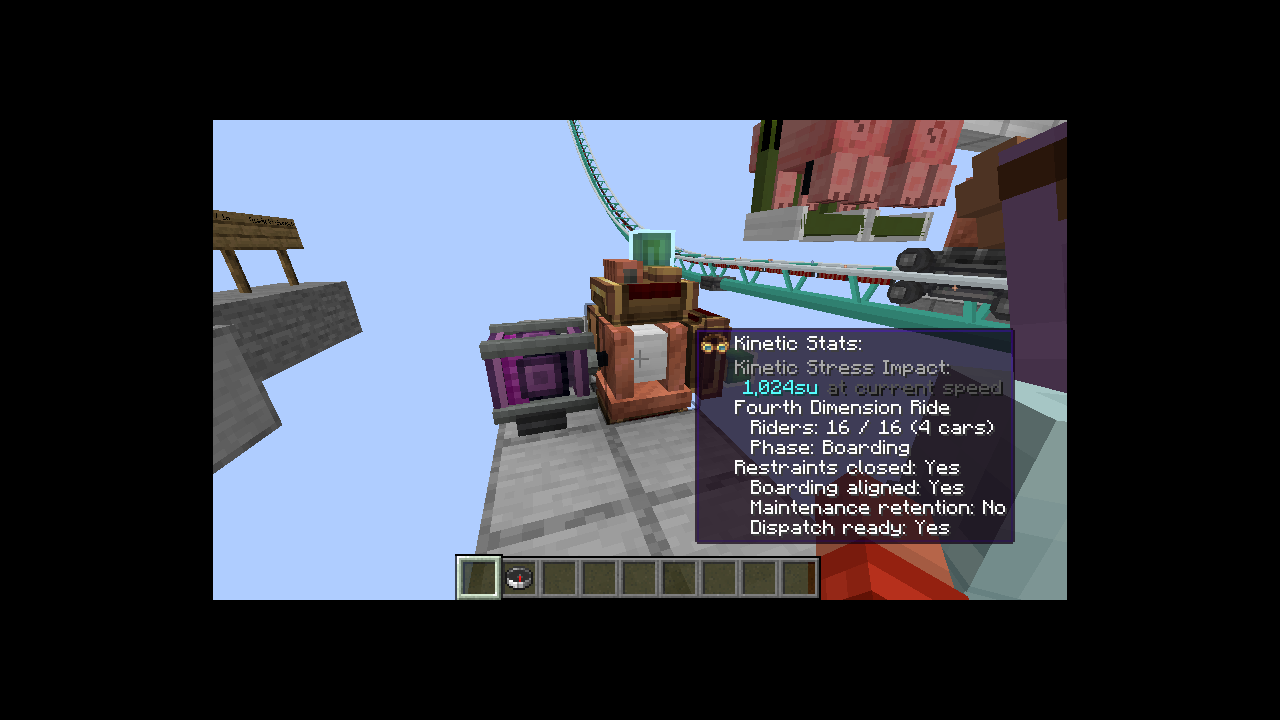 Kinetic Stats:
Kinetic Stress Impact:
1,024su at current speed
Fourth Dimension Ride
Riders: 16 / 16 (4 cars)
Phase: Boarding
Restraints closed: Yes
Boarding aligned: Yes
Maintenance retention: No
Dispatch ready: Yes